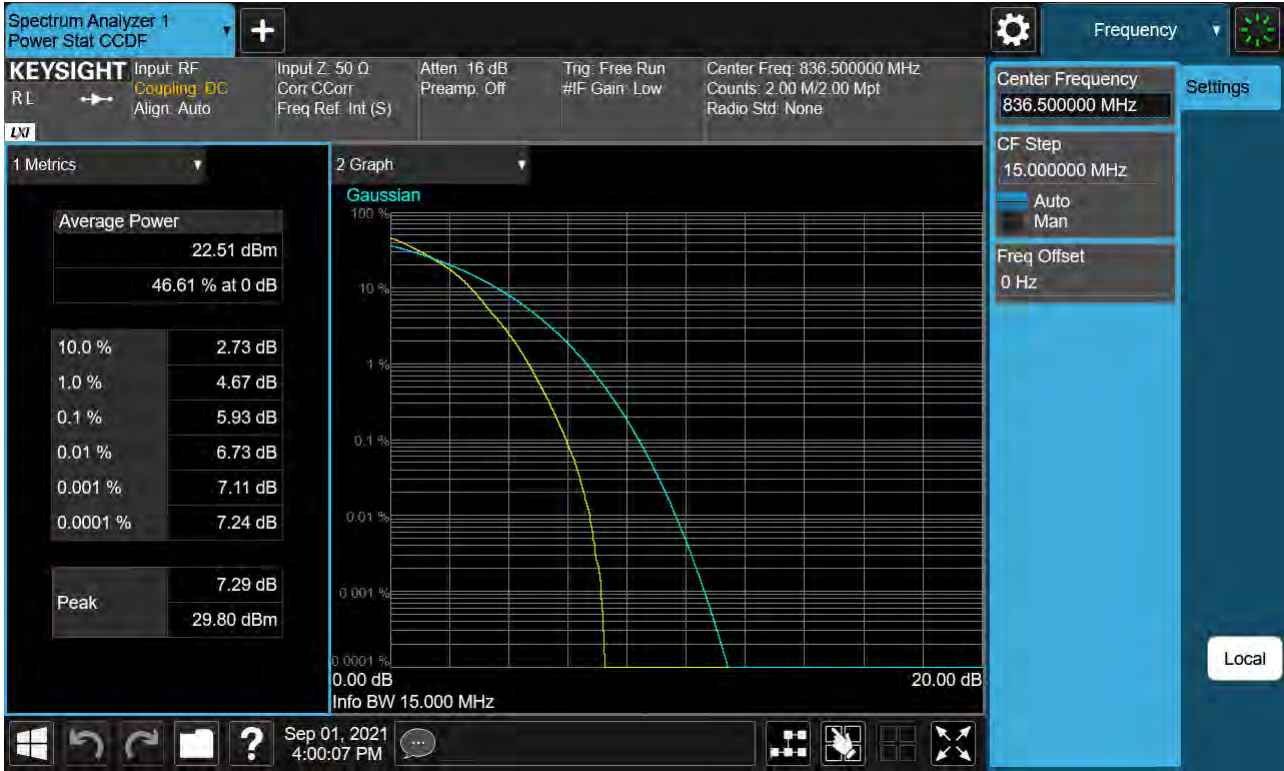 Spectrum Analyzer 1
Power Stat CCDF
Frequency
KEYSIGHT
R L
LXI
Input: RF
Coupling: DC
Align: Auto
Input Z: 50 Ω
Corr CCorr
Freq Ref: Int (S)
Atten: 16 dB
Preamp: Off
Trig: Free Run
#IF Gain: Low
Center Freq: 836.500000 MHz
Counts: 2.00 M/2.00 Mpt
Radio Std: None
Center Frequency
836.500000 MHz
Settings
CF Step
15.000000 MHz
Auto
Man
Freq Offset
0 Hz
1 Metrics
Average Power
22.51 dBm
46.61 % at 0 dB
10.0 % 2.73 dB
1.0 % 4.67 dB
0.1 % 5.93 dB
0.01 % 6.73 dB
0.001 % 7.11 dB
0.0001 % 7.24 dB
Peak 7.29 dB
29.80 dBm
2 Graph
Gaussian
100 %
10 %
1 %
0.1 %
0.01 %
0.001 %
0.0001 %
0.00 dB 20.00 dB
Info BW 15.000 MHz
Local
?
Sep 01, 2021
4:00:07 PM